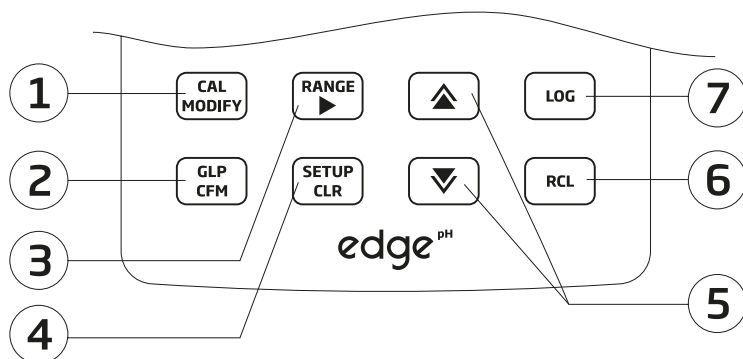 1
CAL
MODIFY
RANGE
LOG
7
2
GLP
CFM
SETUP
CLR
RCL
6
3
edge pH
5
4